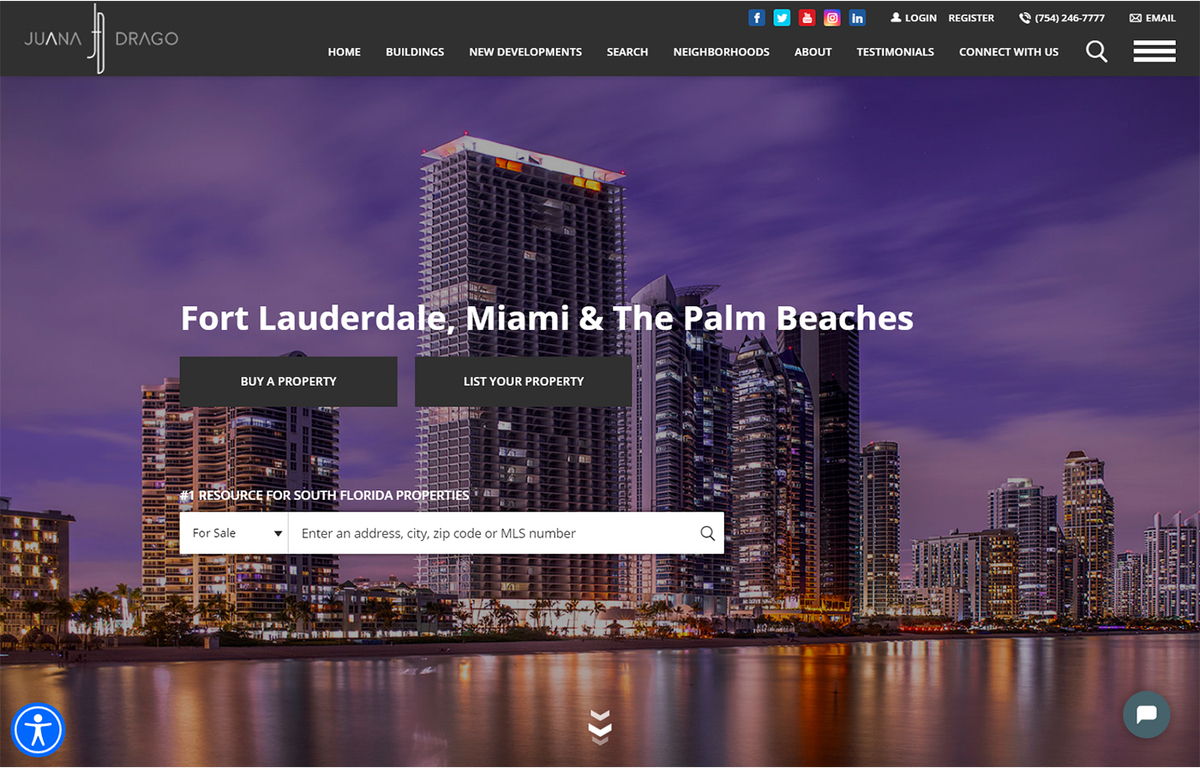 JUANA JD DRAGO
LOGIN REGISTER (754) 246-7777 EMAIL
HOME BUILDINGS NEW DEVELOPMENTS SEARCH NEIGHBORHOODS ABOUT TESTIMONIALS CONNECT WITH US
Fort Lauderdale, Miami & The Palm Beaches
BUY A PROPERTY LIST YOUR PROPERTY
#1 RESOURCE FOR SOUTH FLORIDA PROPERTIES
For Sale Enter an address, city, zip code or MLS number